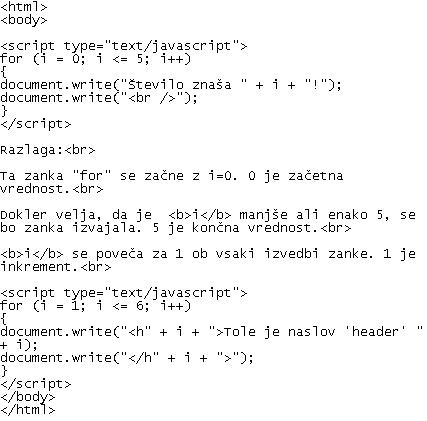 <html>
<body>
<script type="text/javascript">
for (i = 0; i <= 5; i++)
{
document.write("Število znaša " + i + "!");
document.write("<br />");
}
</script>
Razlaga:<br>
Ta zanka "for" se začne z i=0. 0 je začetna
vrednost.<br>
Dokler velja, da je  <b>i</b> manjše ali enako 5, se
bo zanka izvajala. 5 je končna vrednost.<br>
<b>i</b> se poveča za 1 ob vsaki izvedbi zanke. 1 je
inkrement.<br>
<script type="text/javascript">
for (i = 1; i <= 6; i++)
{
document.write("<h" + i + ">Tole je naslov 'header' "
+ i);
document.write("</h" + i + ">");
}
</script>
</body>
</html>